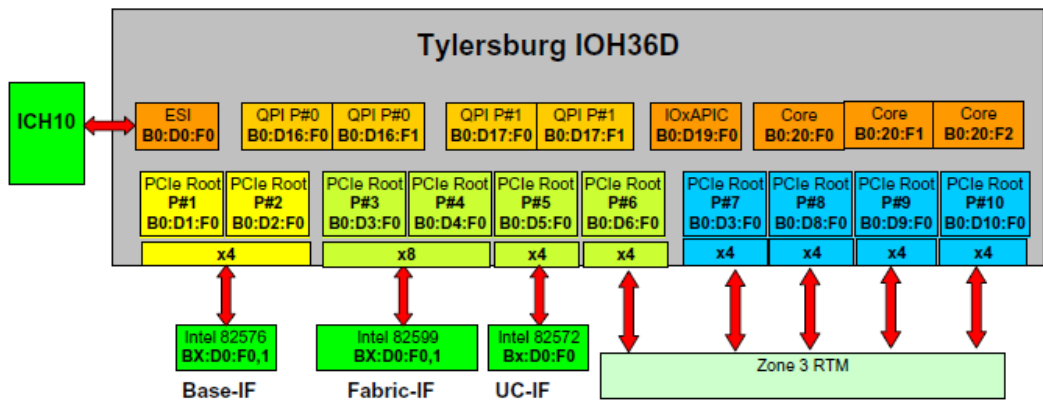 Tylersburg IOH36D
ICH10
ESI
B0:D0:F0
QPI P#0
B0:D16:F0
QPI P#0
B0:D16:F1
QPI P#1
B0:D17:F0
QPI P#1
B0:D17:F1
IOxAPIC
B0:D19:F0
Core
B0:20:F0
Core
B0:20:F1
Core
B0:20:F2
PCIe Root
P#1
B0:D1:F0
PCIe Root
P#2
B0:D2:F0
PCIe Root
P#3
B0:D3:F0
PCIe Root
P#4
B0:D4:F0
PCIe Root
P#5
B0:D5:F0
PCIe Root
P#6
B0:D6:F0
PCIe Root
P#7
B0:D3:F0
PCIe Root
P#8
B0:D8:F0
PCIe Root
P#9
B0:D9:F0
PCIe Root
P#10
B0:D10:F0
x4
x8
x4
x4
x4
x4
x4
x4
Intel 82576
BX:D0:F0,1
Intel 82599
BX:D0:F0,1
Intel 82572
Bx:D0:F0
Zone 3 RTM
Base-IF
Fabric-IF
UC-IF